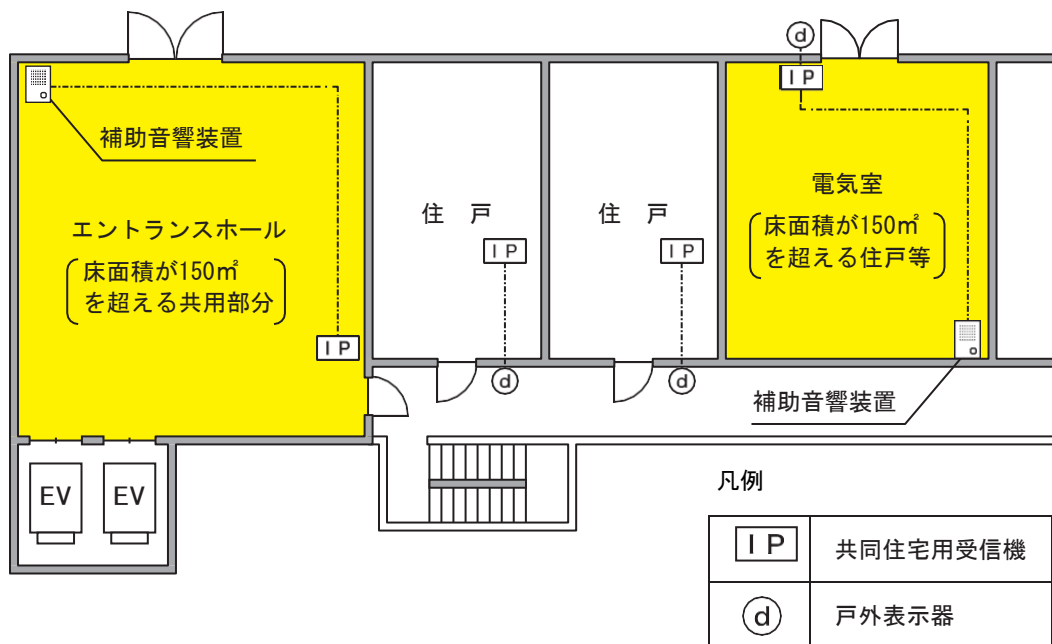 ⓓ
IP
補助音響装置
エントランスホール
床面積が150㎡
を超える共用部分
IP
住 戸
IP
ⓓ
住 戸
IP
ⓓ
電気室
床面積が150㎡
を超える住戸等
補助音響装置
EV
EV
凡例
IP 共同住宅用受信機
ⓓ 戸外表示器